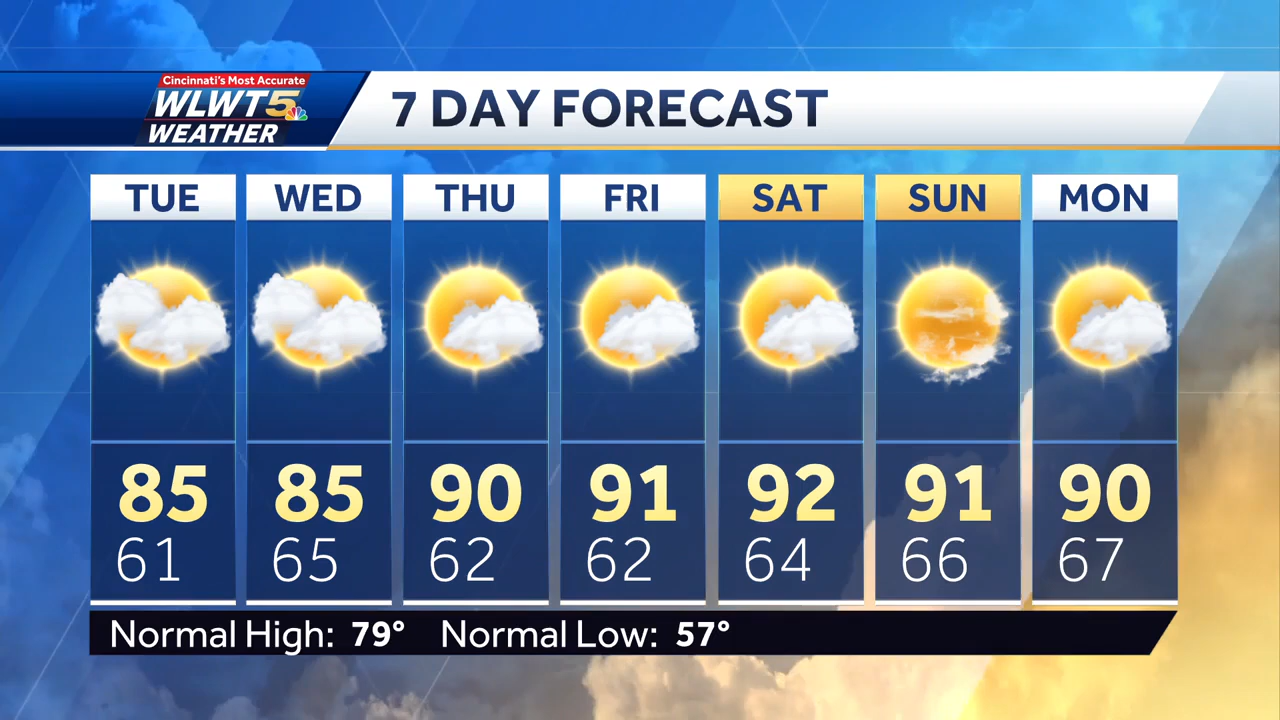 Cincinnati's Most Accurate
WLWT5
WEATHER
7 DAY FORECAST
TUE WED THU FRI SAT SUN MON
85 85 90 91 92 91 90
61 65 62 62 64 66 67
Normal High: 79° Normal Low: 57°